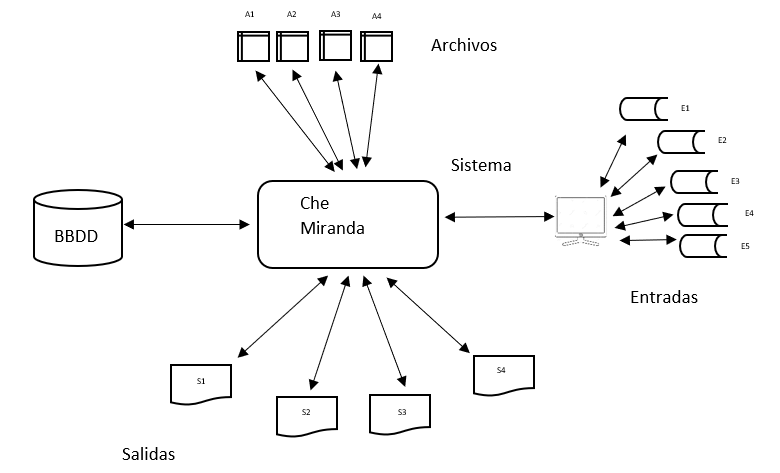 A1 A2 A3 A4
Archivos
E1
E2
Sistema
E3
Che
Miranda
E4
BBDD
E5
Entradas
S4
S1
S2 S3
Salidas